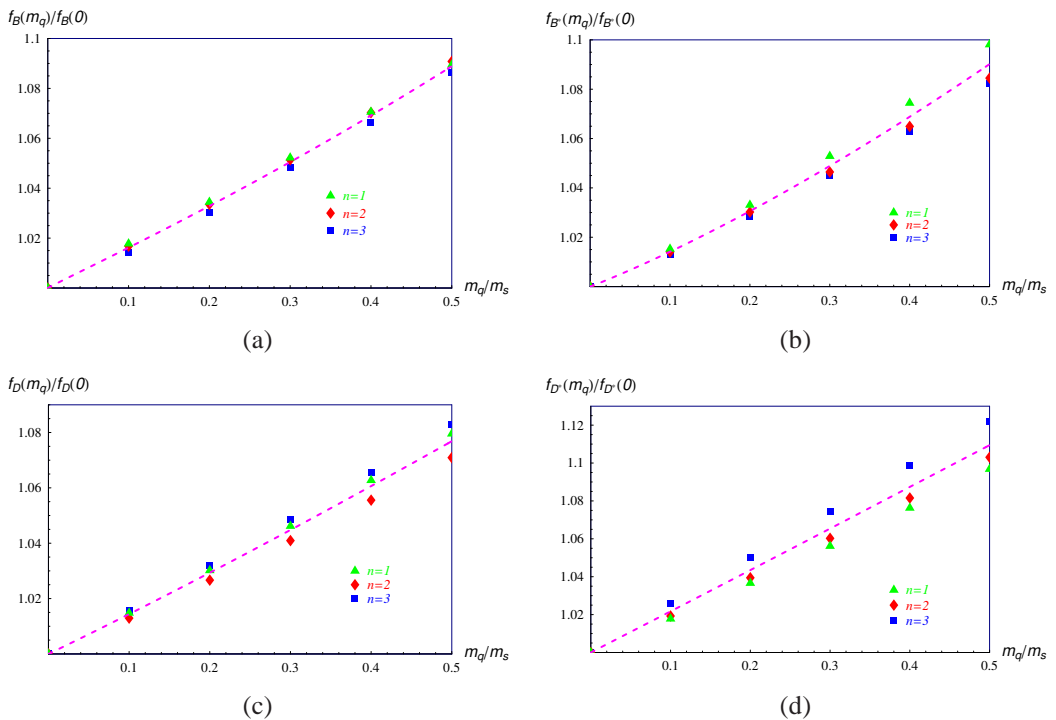 f_B(m_q)/f_B(0)
1.1
1.08
1.06
1.04
1.02
n=1
n=2
n=3
0.1 0.2 0.3 0.4 0.5
m_q/m_s
(a)
f_B*(m_q)/f_B*(0)
1.1
1.08
1.06
1.04
1.02
n=1
n=2
n=3
0.1 0.2 0.3 0.4 0.5
m_q/m_s
(b)
f_D(m_q)/f_D(0)
1.08
1.06
1.04
1.02
n=1
n=2
n=3
0.1 0.2 0.3 0.4 0.5
m_q/m_s
(c)
f_D*(m_q)/f_D*(0)
1.12
1.1
1.08
1.06
1.04
1.02
n=1
n=2
n=3
0.1 0.2 0.3 0.4 0.5
m_q/m_s
(d)